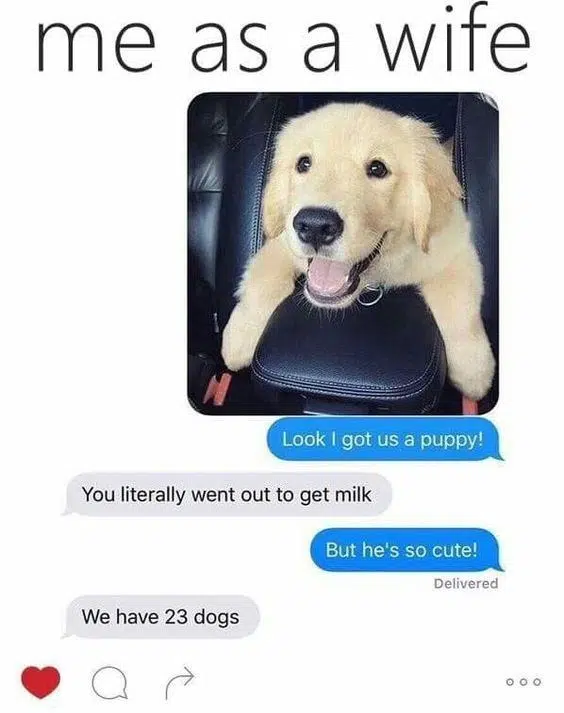 me as a wife
Look I got us a puppy!
You literally went out to get milk
But he's so cute!
Delivered
We have 23 dogs